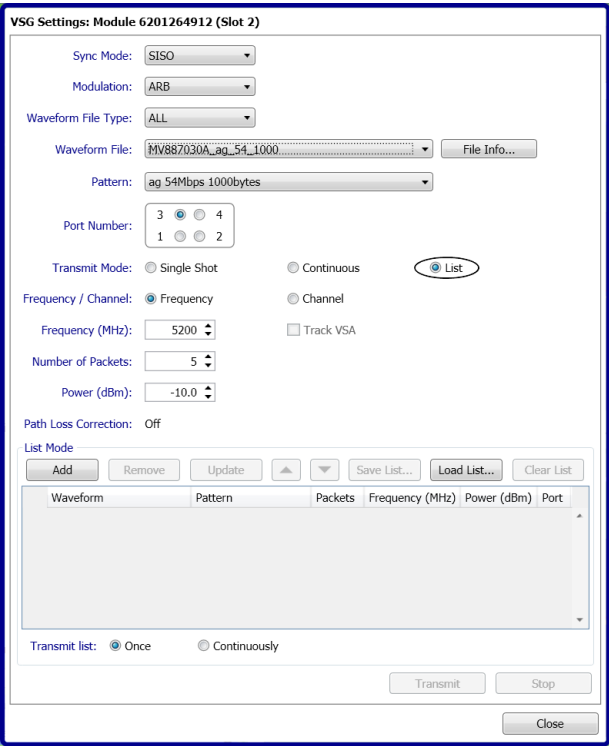 VSG Settings: Module 6201264912 (Slot 2)
Sync Mode: SISO
Modulation: ARB
Waveform File Type: ALL
Waveform File: MV887030A_ag_54_1000 File Info...
Pattern: ag 54Mbps 1000bytes
Port Number: 3 4
1 2
Transmit Mode: Single Shot Continuous List
Frequency / Channel: Frequency Channel
Frequency (MHz): 5200 Track VSA
Number of Packets: 5
Power (dBm): -10.0
Path Loss Correction: Off
List Mode
Add Remove Update Save List... Load List... Clear List
Waveform Pattern Packets Frequency (MHz) Power (dBm) Port
Transmit list: Once Continuously
Transmit Stop
Close